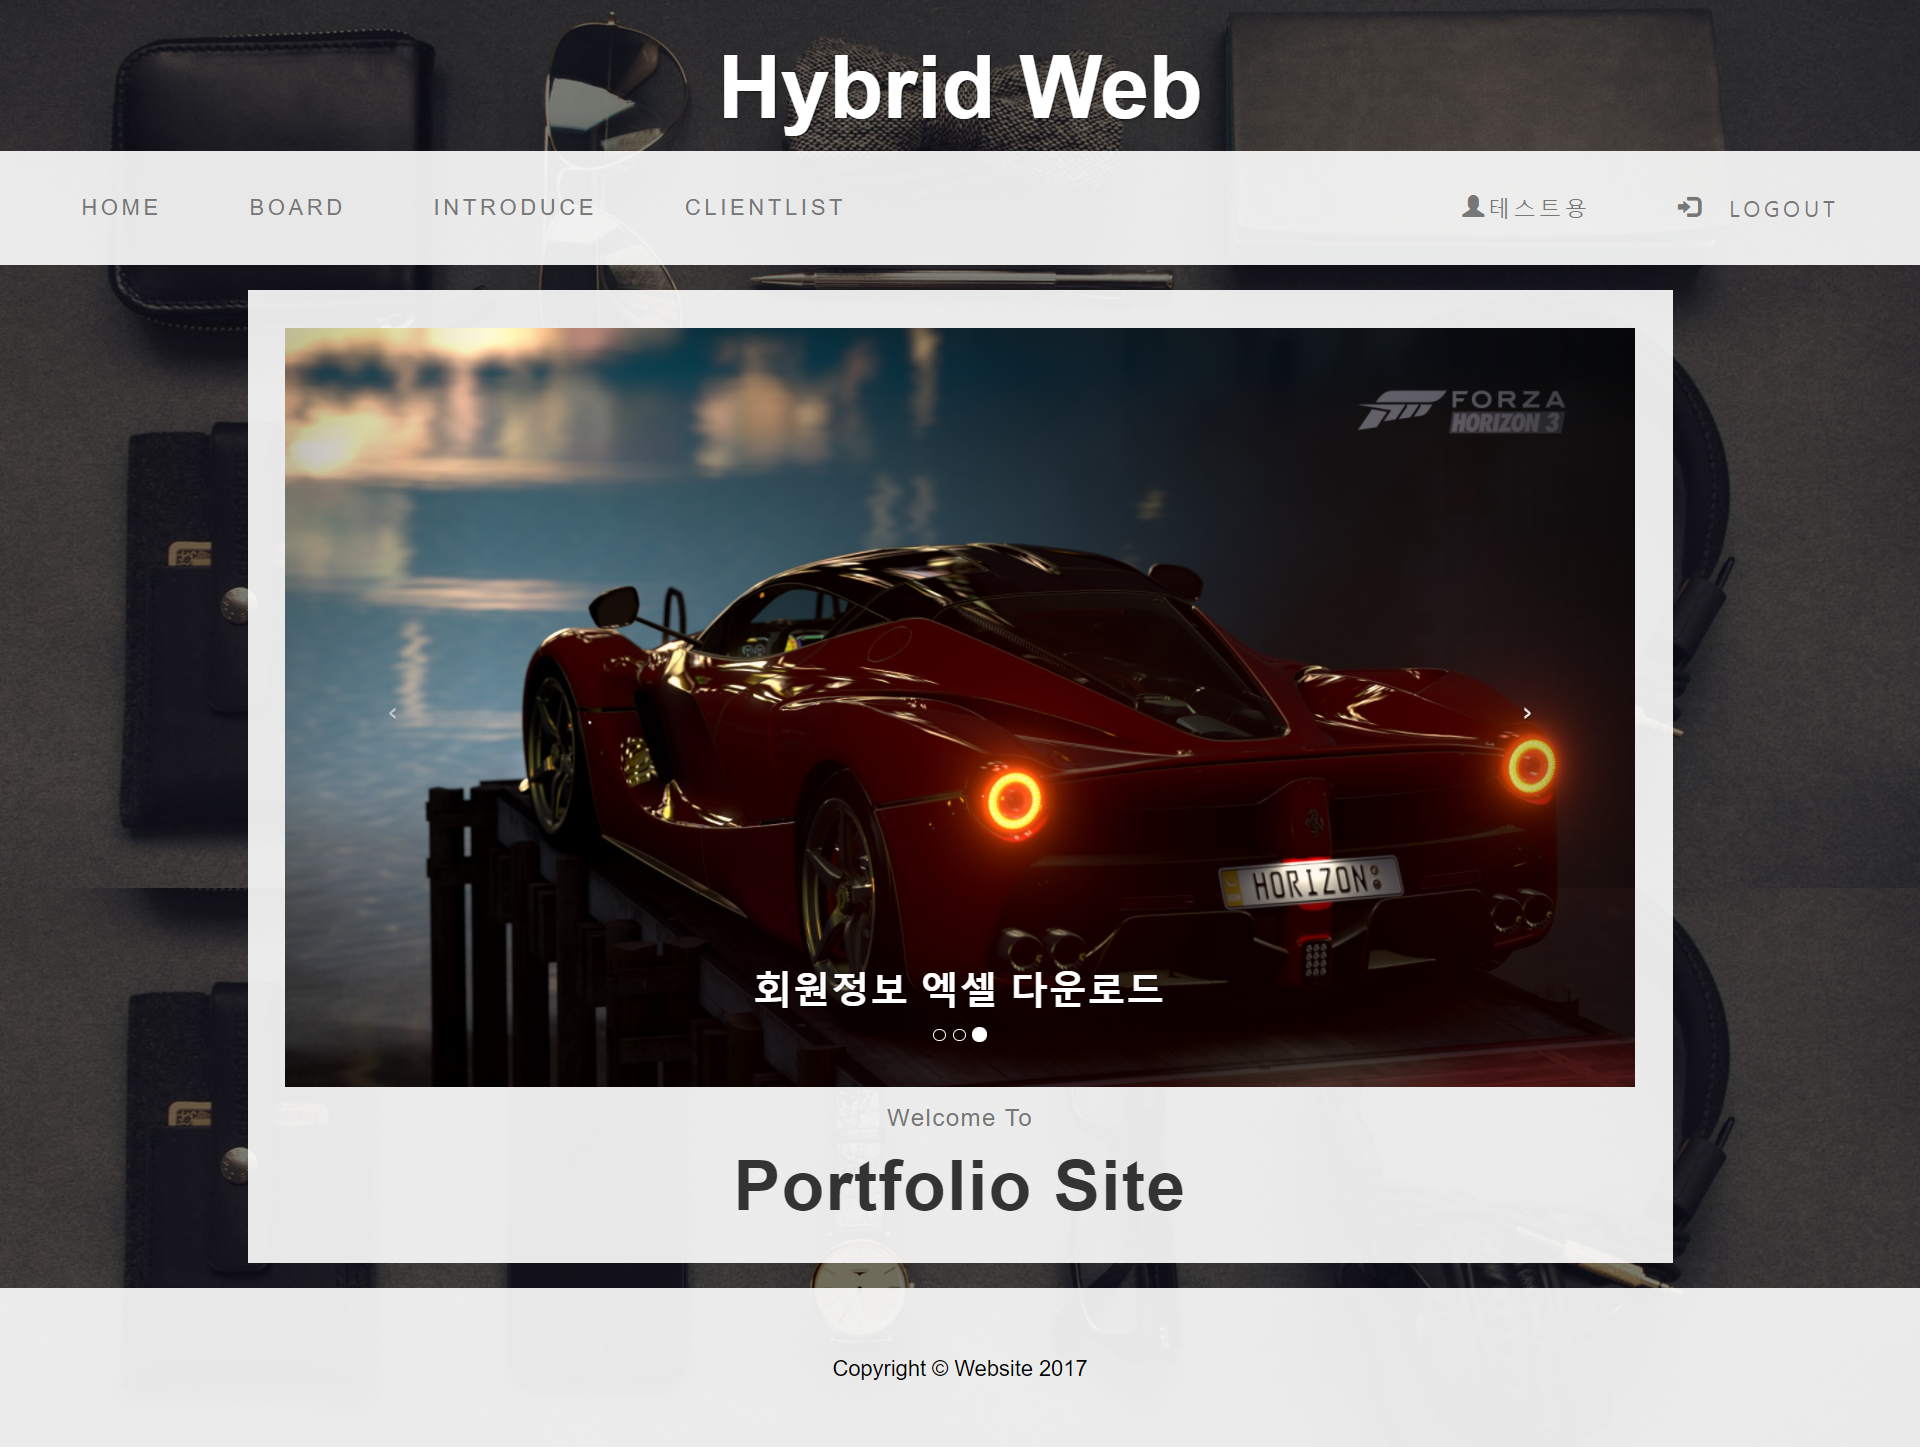 Hybrid Web
HOME BOARD INTRODUCE CLIENTLIST 테스트용 LOGOUT
FORZA
HORIZON 3
HORIZON
회원정보 엑셀 다운로드
Welcome To
Portfolio Site
Copyright © Website 2017